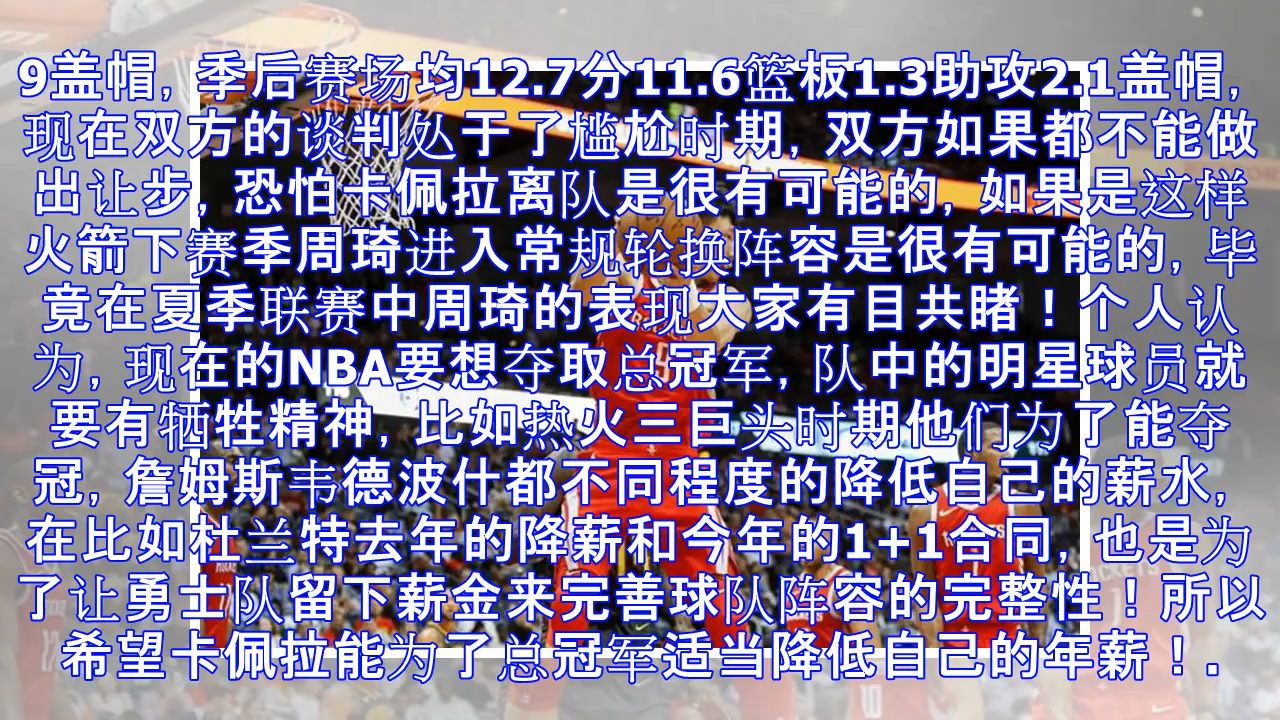 9盖帽, 季后赛场均12.7分11.6篮板1.3助攻2.1盖帽,
现在双方的谈判处于了尴尬时期, 双方如果都不能做
出让步, 恐怕卡佩拉离队是很有可能的, 如果是这样
火箭下赛季周琦进入常规轮换阵容是很有可能的, 毕
竟在夏季联赛中周琦的表现大家有目共睹！个人认
为, 现在的NBA要想夺取总冠军, 队中的明星球员就
要有牺牲精神, 比如热火三巨头时期他们为了能夺
冠, 詹姆斯韦德波什都不同程度的降低自己的薪水,
在比如杜兰特去年的降薪和今年的1+1合同, 也是为
了让勇士队留下薪金来完善球队阵容的完整性！所以
希望卡佩拉能为了总冠军适当降低自己的年薪！.